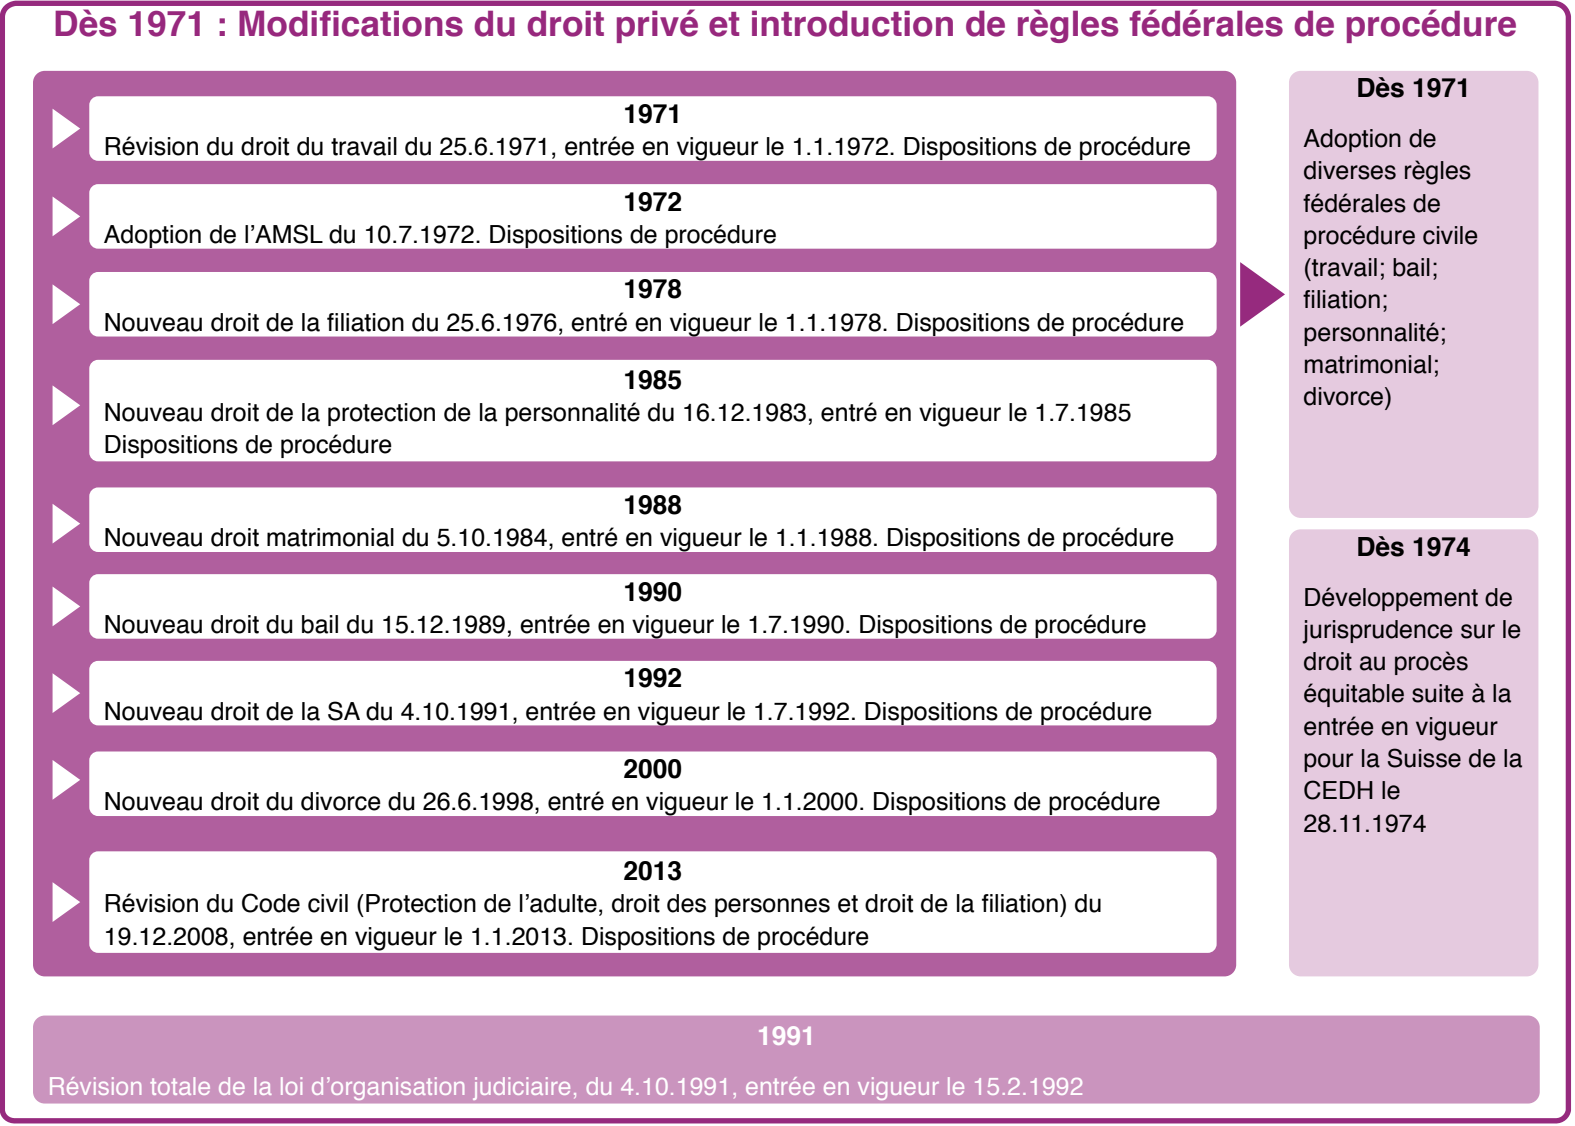 Dès 1971 : Modifications du droit privé et introduction de règles fédérales de procédure
1971
Révision du droit du travail du 25.6.1971, entrée en vigueur le 1.1.1972. Dispositions de procédure
1972
Adoption de l’AMSL du 10.7.1972. Dispositions de procédure
1978
Nouveau droit de la filiation du 25.6.1976, entré en vigueur le 1.1.1978. Dispositions de procédure
1985
Nouveau droit de la protection de la personnalité du 16.12.1983, entré en vigueur le 1.7.1985
Dispositions de procédure
1988
Nouveau droit matrimonial du 5.10.1984, entré en vigueur le 1.1.1988. Dispositions de procédure
1990
Nouveau droit du bail du 15.12.1989, entrée en vigueur le 1.7.1990. Dispositions de procédure
1992
Nouveau droit de la SA du 4.10.1991, entrée en vigueur le 1.7.1992. Dispositions de procédure
2000
Nouveau droit du divorce du 26.6.1998, entré en vigueur le 1.1.2000. Dispositions de procédure
2013
Révision du Code civil (Protection de l’adulte, droit des personnes et droit de la filiation) du
19.12.2008, entrée en vigueur le 1.1.2013. Dispositions de procédure
Dès 1971
Adoption de
diverses règles
fédérales de
procédure civile
(travail; bail;
filiation;
personnalité;
matrimonial;
divorce)
Dès 1974
Développement de
jurisprudence sur le
droit au procès
équitable suite à la
entrée en vigueur
pour la Suisse de la
CEDH le
28.11.1974
1991
Révision totale de la loi d’organisation judiciaire, du 4.10.1991, entrée en vigueur le 15.2.1992